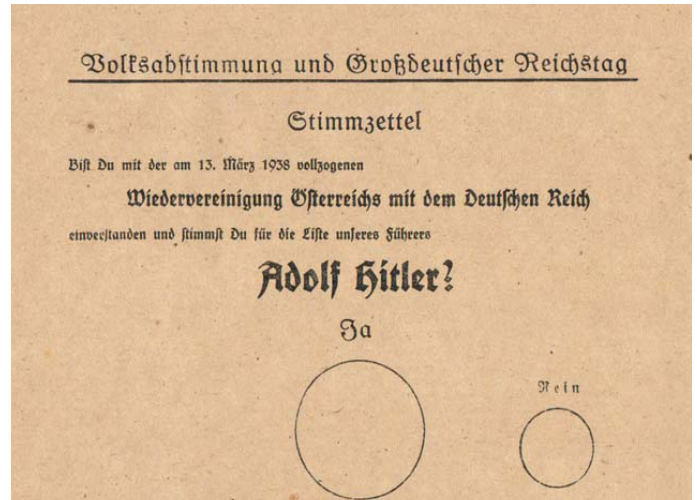 Volksabstimmung und Großdeutscher Reichstag
Stimmzettel
Bist Du mit der am 13. März 1938 vollzogenen
Wiedervereinigung Österreichs mit dem Deutschen Reich
einverstanden und stimmst Du für die Liste unseres Führers
Adolf Hitler?
Ja
Nein